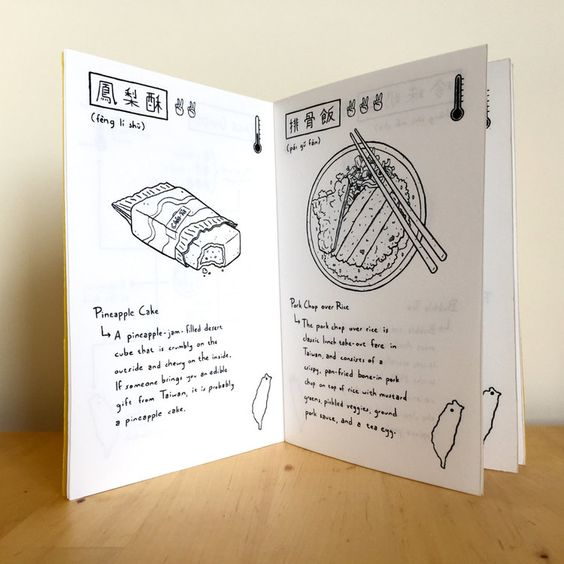 鳳梨酥
(fēng lí shū)
Pineapple Cake
↳ A pineapple-jam-filled desert
cube that is crumbly on the
outside and chewy on the inside.
If someone brings you an edible
gift from Taiwan, it is probably
a pineapple cake.
排骨飯
(pái gǔ fàn)
Pork Chop over Rice
↳ The pork chop over rice is
classic lunch take-out fare in
Taiwan, and consists of a
crispy, pan-fried bone-in pork
chop on top of rice with mustard
greens, pickled veggies, ground
pork sauce, and a tea egg.